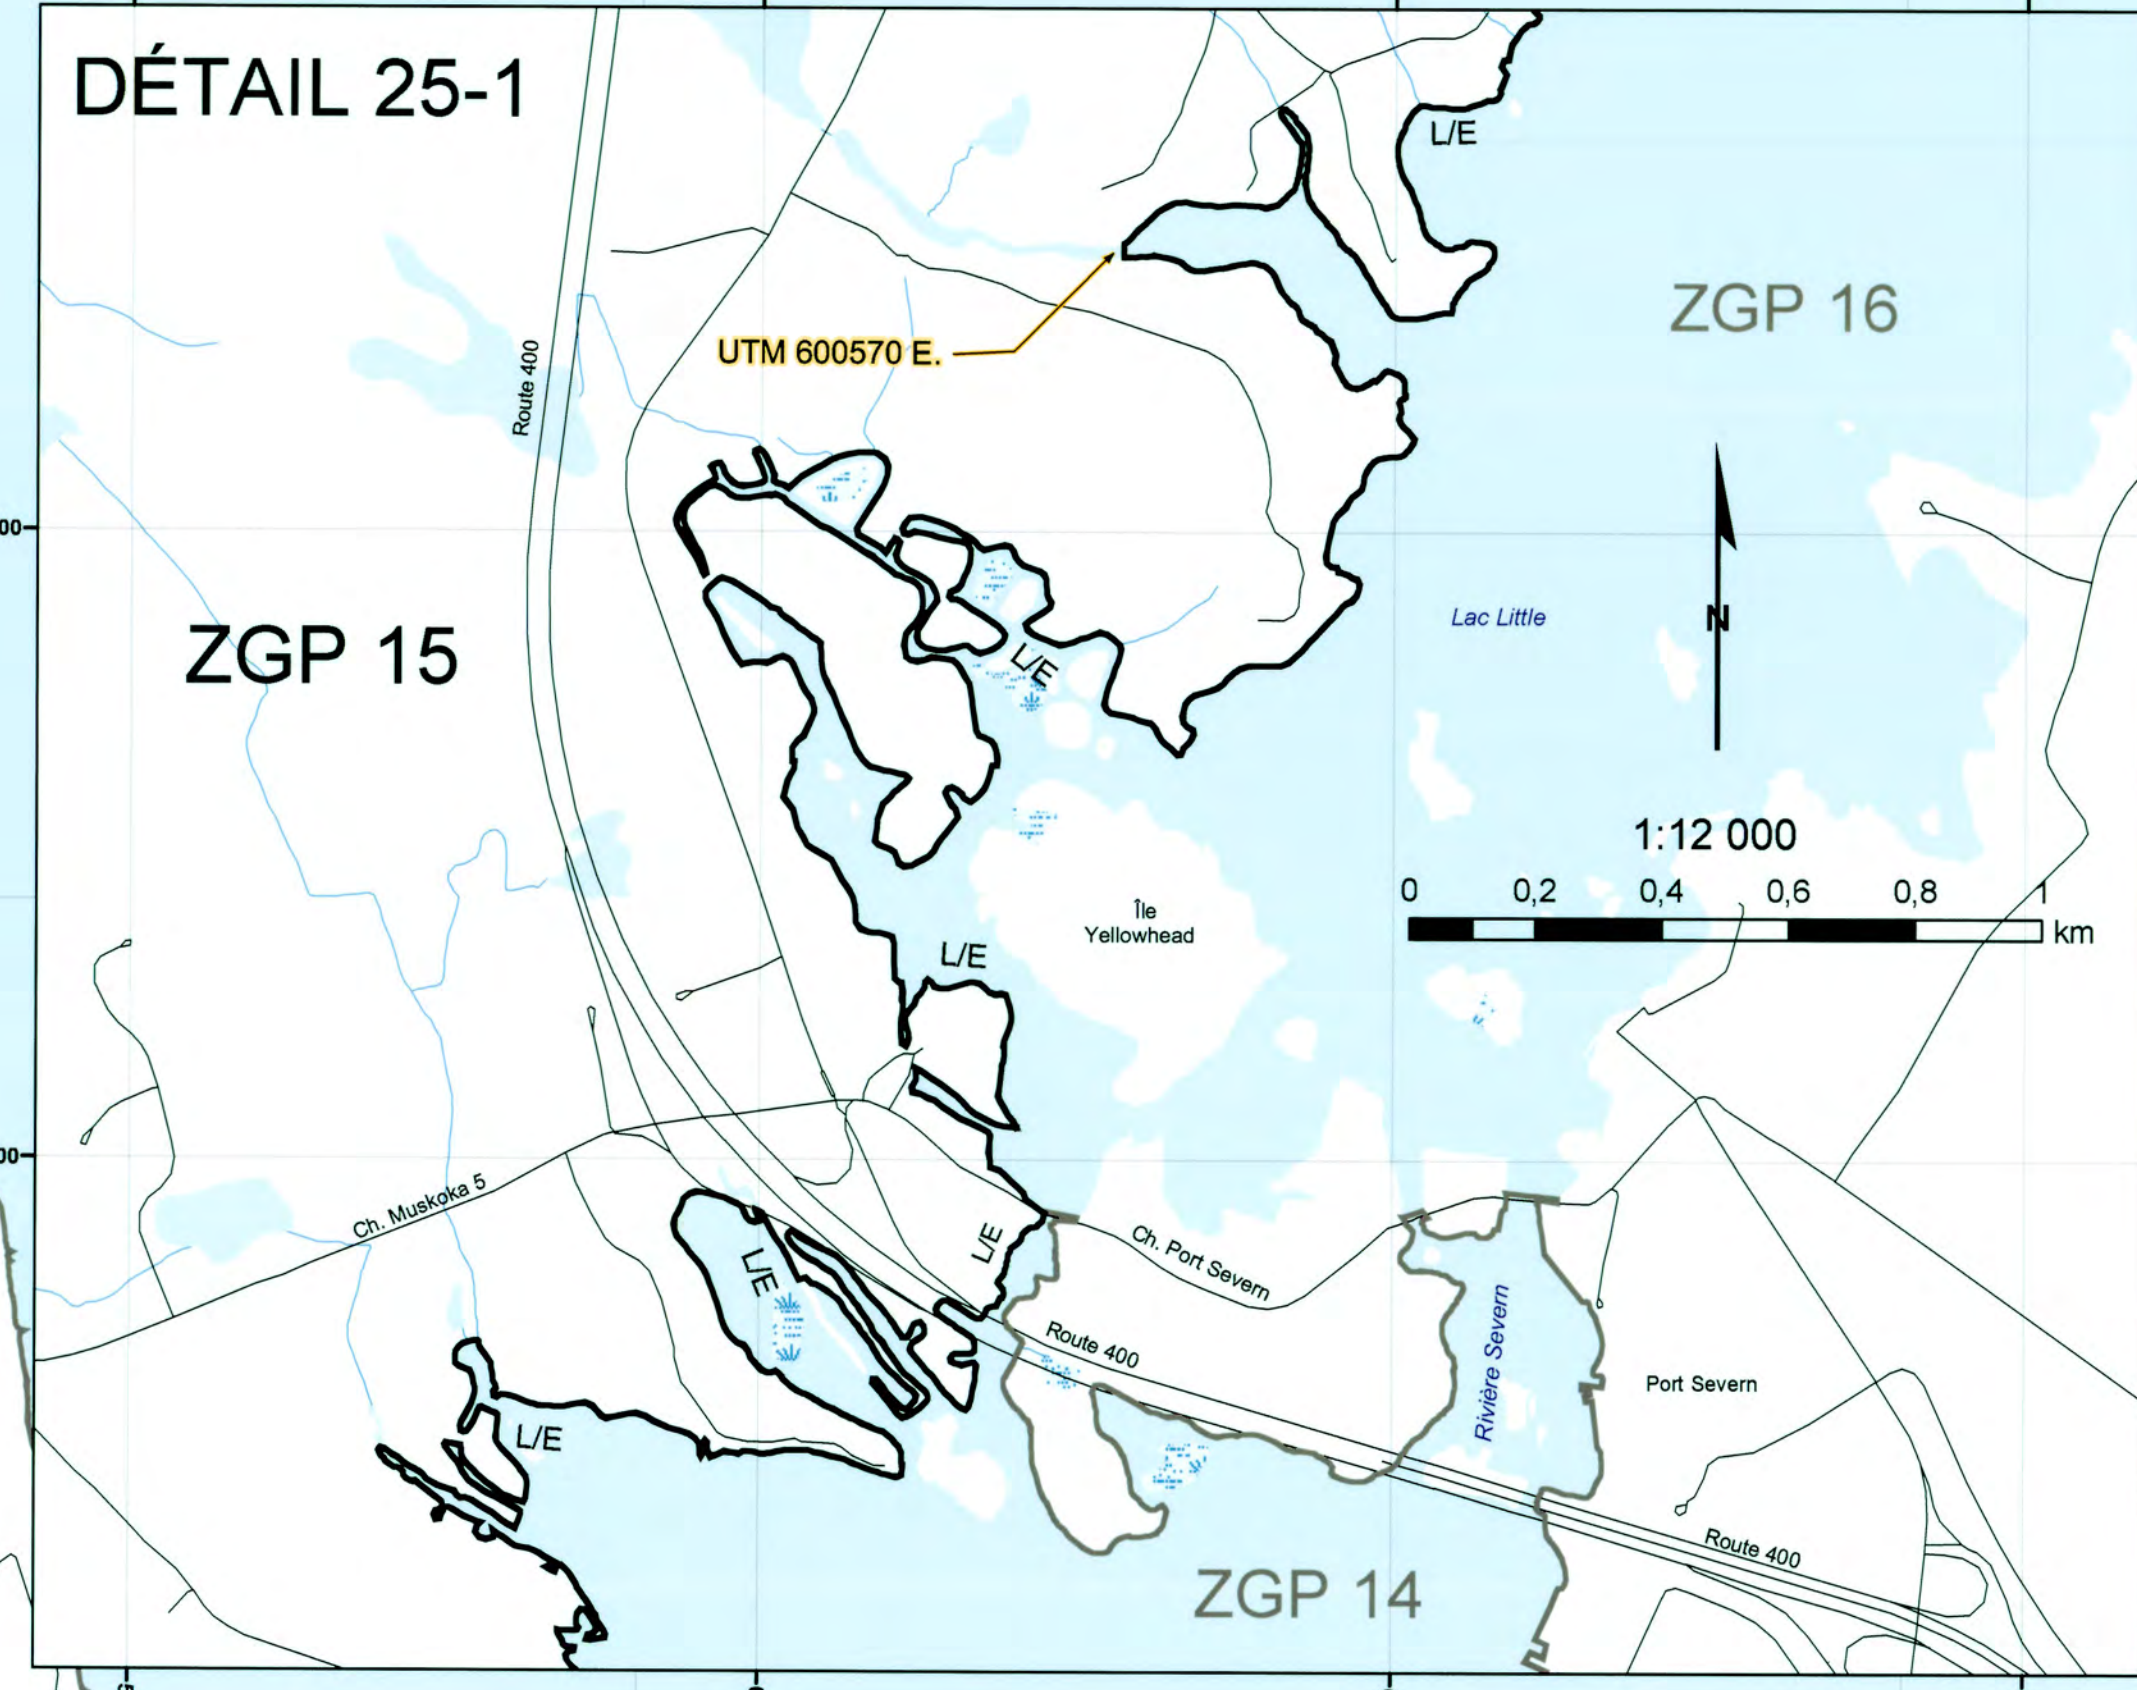 DÉTAIL 25-1
L/E
ZGP 16
UTM 600570 E.
Route 400
00
ZGP 15
Lac Little
N
L/E
1:12 000
0 0,2 0,4 0,6 0,8 1
km
Île
Yellowhead
L/E
00
Ch. Muskoka 5
L/E
L/E
Ch. Port Severn
Route 400
Rivière Severn
Port Severn
L/E
Route 400
ZGP 14